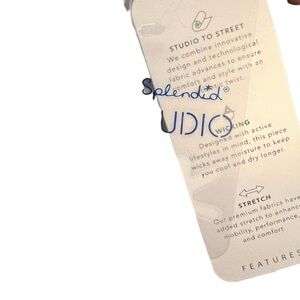 STUDIO TO STREET
We combine innovative
design and technological
fabric advances to ensure
comfort and style with an
twist.
Splendid®
UDIO
WICKING
Designed with active
lifestyles in mind, this piece
wicks away moisture to keep
you cool and dry longer.
STRETCH
Our premium fabrics have
added stretch to enhance
mobility, performance
and comfort.
FEATURES